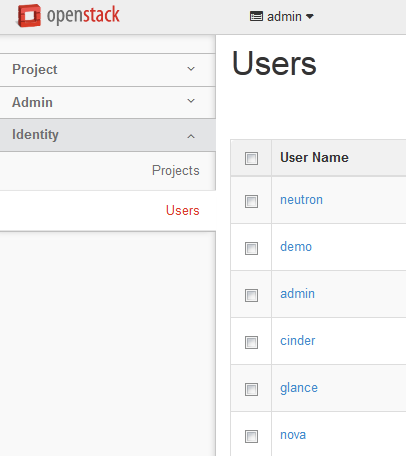 openstack
admin
Project
Admin
Identity
Projects
Users
Users
User Name
neutron
demo
admin
cinder
glance
nova